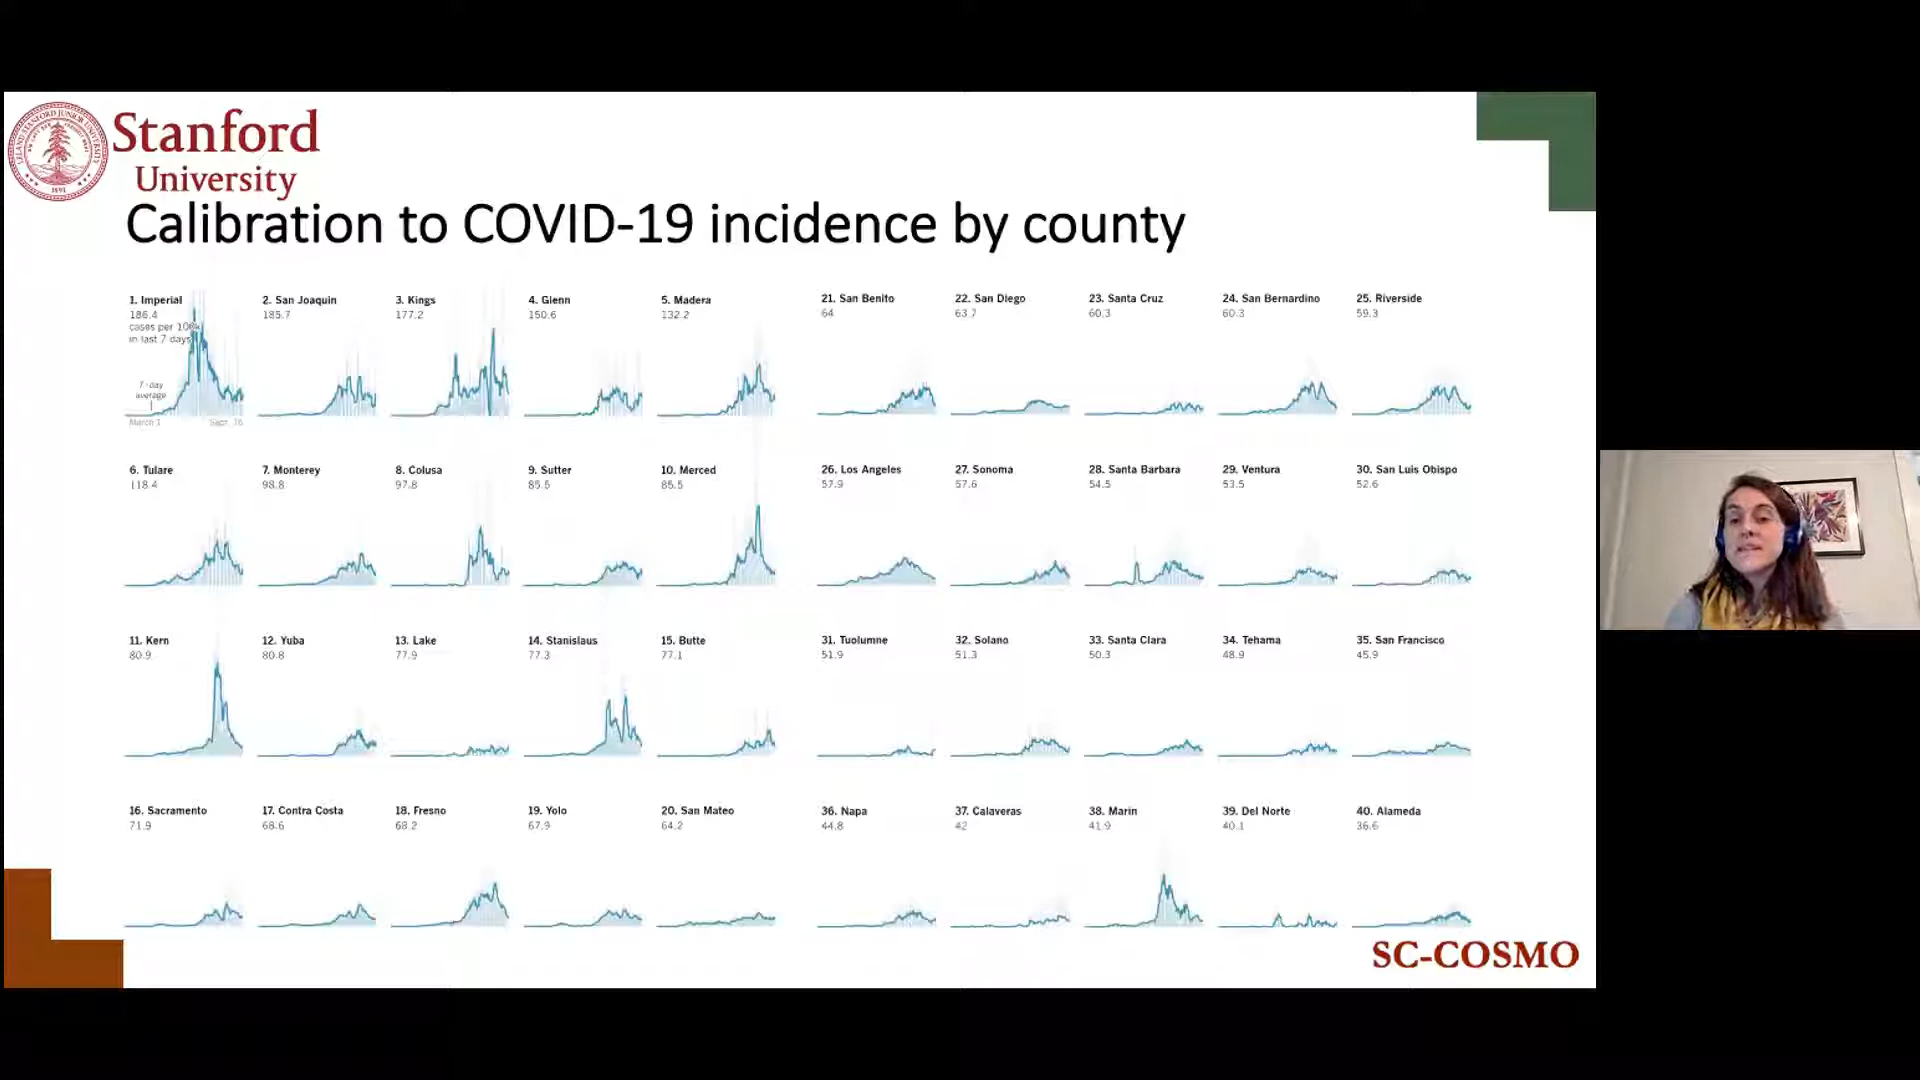 Stanford
University
LELAND STANFORD JUNIOR UNIVERSITY
1891
Calibration to COVID-19 incidence by county
1. Imperial
186.4
cases per 100k
in last 7 days
7-day
average
March 1
Sept. 16
2. San Joaquin
185.7
3. Kings
177.2
4. Glenn
150.6
5. Madera
132.2
21. San Benito
64
22. San Diego
63.7
23. Santa Cruz
60.3
24. San Bernardino
60.3
25. Riverside
59.3
6. Tulare
118.4
7. Monterey
98.8
8. Colusa
97.8
9. Sutter
85.5
10. Merced
85.5
26. Los Angeles
57.9
27. Sonoma
57.6
28. Santa Barbara
54.5
29. Ventura
53.5
30. San Luis Obispo
52.6
11. Kern
80.9
12. Yuba
80.8
13. Lake
77.9
14. Stanislaus
77.3
15. Butte
77.1
31. Tuolumne
51.9
32. Solano
51.3
33. Santa Clara
50.3
34. Tehama
48.9
35. San Francisco
45.9
16. Sacramento
71.9
17. Contra Costa
68.6
18. Fresno
68.2
19. Yolo
67.9
20. San Mateo
64.2
36. Napa
44.8
37. Calaveras
42
38. Marin
41.9
39. Del Norte
40.1
40. Alameda
36.6
SC-COSMO